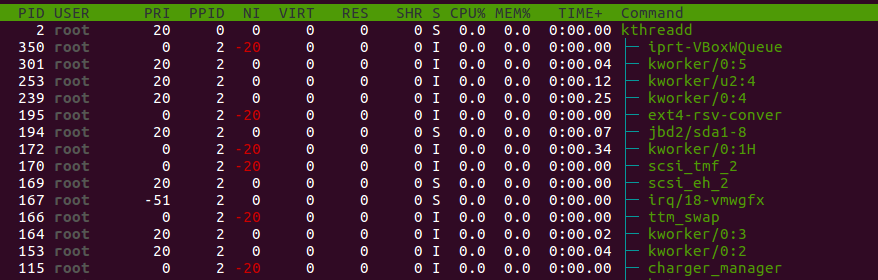 PID USER PRI PPID NI VIRT RES SHR S CPU% MEM% TIME+ Command
2 root 20 0 0 0 0 0 S 0.0 0.0 0:00.00 kthreadd
350 root 0 2 -20 0 0 0 I 0.0 0.0 0:00.00 ├─ iprt-VBoxWQueue
301 root 20 2 0 0 0 0 I 0.0 0.0 0:00.04 ├─ kworker/0:5
253 root 20 2 0 0 0 0 I 0.0 0.0 0:00.12 ├─ kworker/u2:4
239 root 20 2 0 0 0 0 I 0.0 0.0 0:00.25 ├─ kworker/0:4
195 root 0 2 -20 0 0 0 I 0.0 0.0 0:00.00 ├─ ext4-rsv-conver
194 root 20 2 0 0 0 0 S 0.0 0.0 0:00.07 ├─ jbd2/sda1-8
172 root 0 2 -20 0 0 0 I 0.0 0.0 0:00.34 ├─ kworker/0:1H
170 root 0 2 -20 0 0 0 I 0.0 0.0 0:00.00 ├─ scsi_tmf_2
169 root 20 2 0 0 0 0 S 0.0 0.0 0:00.00 ├─ scsi_eh_2
167 root -51 2 0 0 0 0 S 0.0 0.0 0:00.00 ├─ irq/18-vmwgfx
166 root 0 2 -20 0 0 0 I 0.0 0.0 0:00.00 ├─ ttm_swap
164 root 20 2 0 0 0 0 I 0.0 0.0 0:00.02 ├─ kworker/0:3
153 root 20 2 0 0 0 0 I 0.0 0.0 0:00.04 ├─ kworker/0:2
115 root 0 2 -20 0 0 0 I 0.0 0.0 0:00.00 ├─ charger_manager